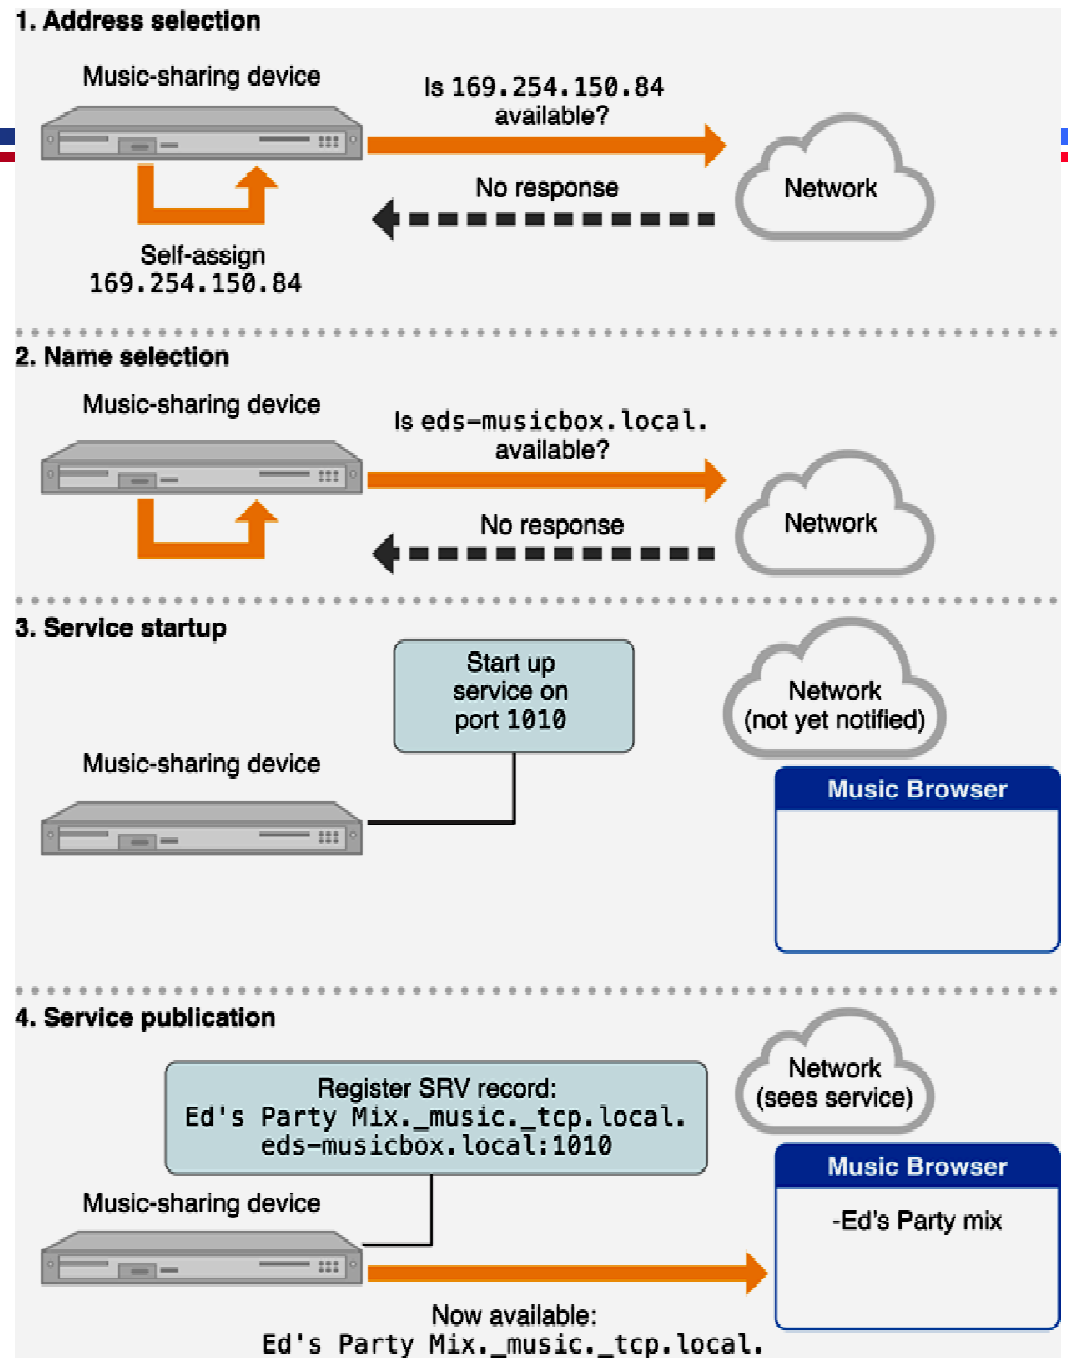 1. Address selection
Music-sharing device
Is 169.254.150.84
available?
No response
Network
Self-assign
169.254.150.84
2. Name selection
Music-sharing device
Is eds-musicbox.local.
available?
No response
Network
3. Service startup
Start up
service on
port 1010
Network
(not yet notified)
Music-sharing device
Music Browser
4. Service publication
Register SRV record:
Ed's Party Mix._music._tcp.local.
eds-musicbox.local:1010
Network
(sees service)
Music Browser
-Ed's Party mix
Music-sharing device
Now available:
Ed's Party Mix._music._tcp.local.